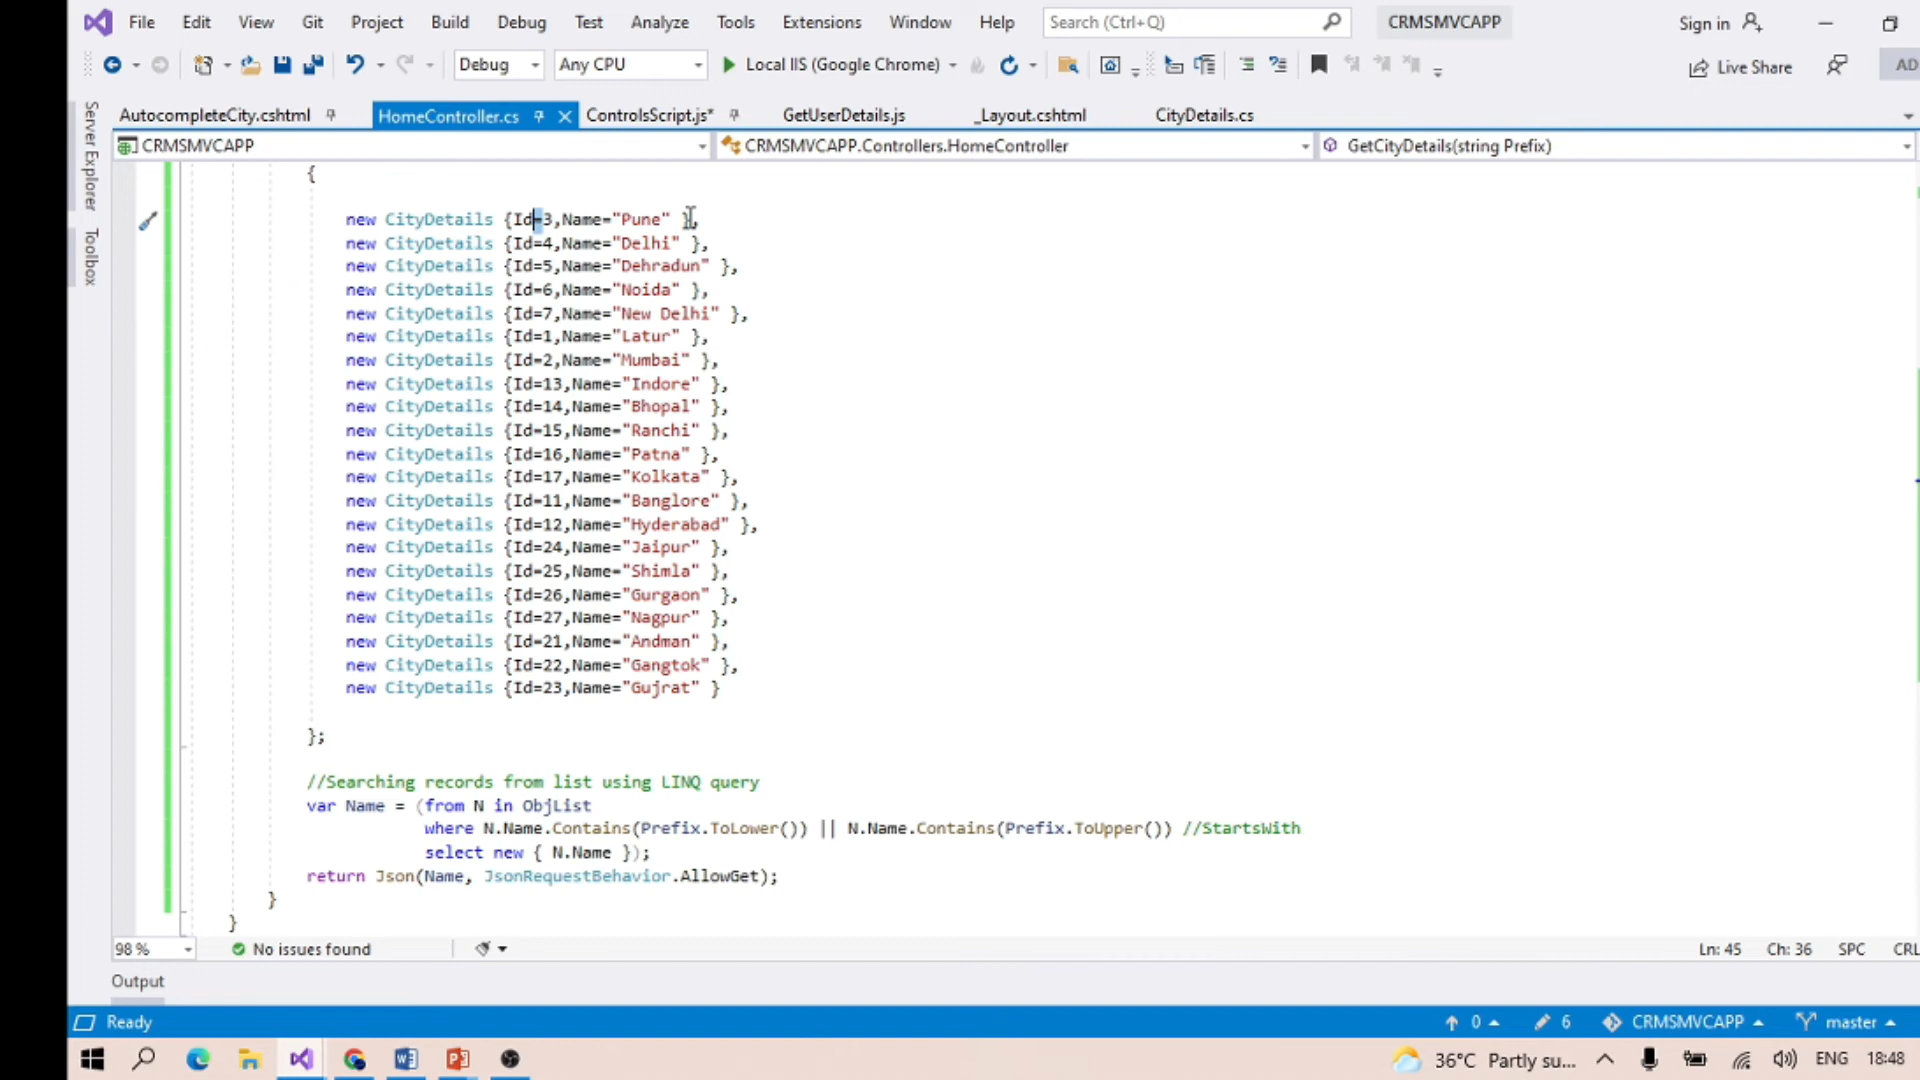 File Edit View Git Project Build Debug Test Analyze Tools Extensions Window Help Search (Ctrl+Q) CRMSMVCAPP Sign in
Debug Any CPU Local IIS (Google Chrome) Live Share AD
Server Explorer
Toolbox
AutocompleteCity.cshtml HomeController.cs ControlsScript.js* GetUserDetails.js _Layout.cshtml CityDetails.cs
CRMSMVCAPP CRMSMVCAPP.Controllers.HomeController GetCityDetails(string Prefix)
{
new CityDetails {Id=3,Name="Pune" },
new CityDetails {Id=4,Name="Delhi" },
new CityDetails {Id=5,Name="Dehradun" },
new CityDetails {Id=6,Name="Noida" },
new CityDetails {Id=7,Name="New Delhi" },
new CityDetails {Id=1,Name="Latur" },
new CityDetails {Id=2,Name="Mumbai" },
new CityDetails {Id=13,Name="Indore" },
new CityDetails {Id=14,Name="Bhopal" },
new CityDetails {Id=15,Name="Ranchi" },
new CityDetails {Id=16,Name="Patna" },
new CityDetails {Id=17,Name="Kolkata" },
new CityDetails {Id=11,Name="Banglore" },
new CityDetails {Id=12,Name="Hyderabad" },
new CityDetails {Id=24,Name="Jaipur" },
new CityDetails {Id=25,Name="Shimla" },
new CityDetails {Id=26,Name="Gurgaon" },
new CityDetails {Id=27,Name="Nagpur" },
new CityDetails {Id=21,Name="Andman" },
new CityDetails {Id=22,Name="Gangtok" },
new CityDetails {Id=23,Name="Gujrat" }
};
//Searching records from list using LINQ query
var Name = (from N in ObjList
where N.Name.Contains(Prefix.ToLower()) || N.Name.Contains(Prefix.ToUpper()) //StartsWith
select new { N.Name });
return Json(Name, JsonRequestBehavior.AllowGet);
}
}
98 % No issues found Ln: 45 Ch: 36 SPC CRL
Output
Ready 0 6 CRMSMVCAPP master
36°C Partly su... ENG 18:48